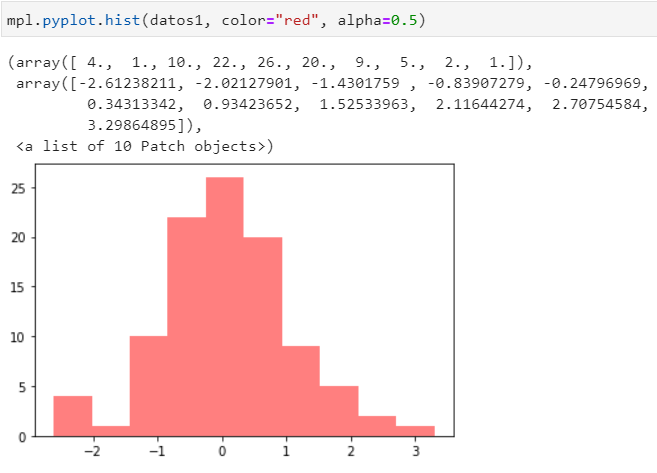 mpl.pyplot.hist(datos1, color="red", alpha=0.5)
(array([ 4.,  1., 10., 22., 26., 20.,  9.,  5.,  2.,  1.]),
 array([-2.61238211, -2.02127901, -1.4301759 , -0.83907279, -0.24796969,
         0.34313342,  0.93423652,  1.52533963,  2.11644274,  2.70754584,
         3.29864895]),
 <a list of 10 Patch objects>)
25
20
15
10
5
0
−2 −1 0 1 2 3